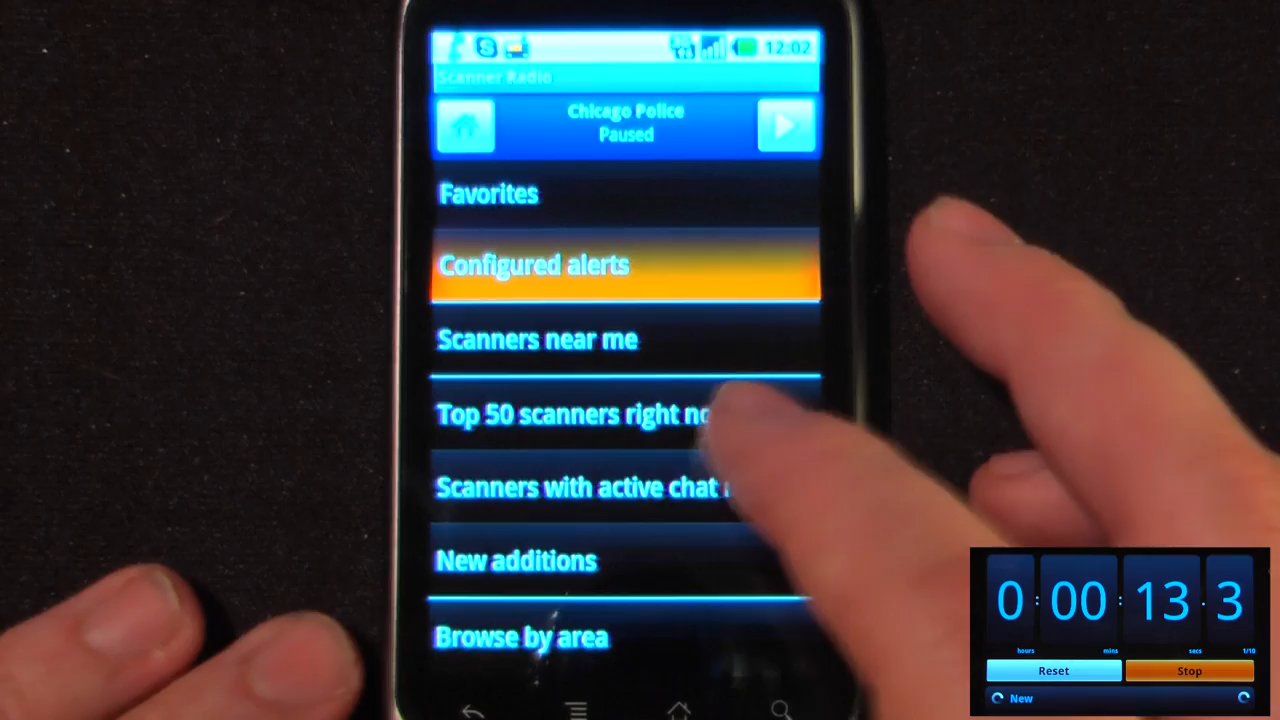 12:02
Scanner Radio
Chicago Police
Paused
Favorites
Configured alerts
Scanners near me
Top 50 scanners right
Scanners with active chat
New additions
Browse by area
0:00:13.3
hours mins secs 1/10
Reset Stop
New